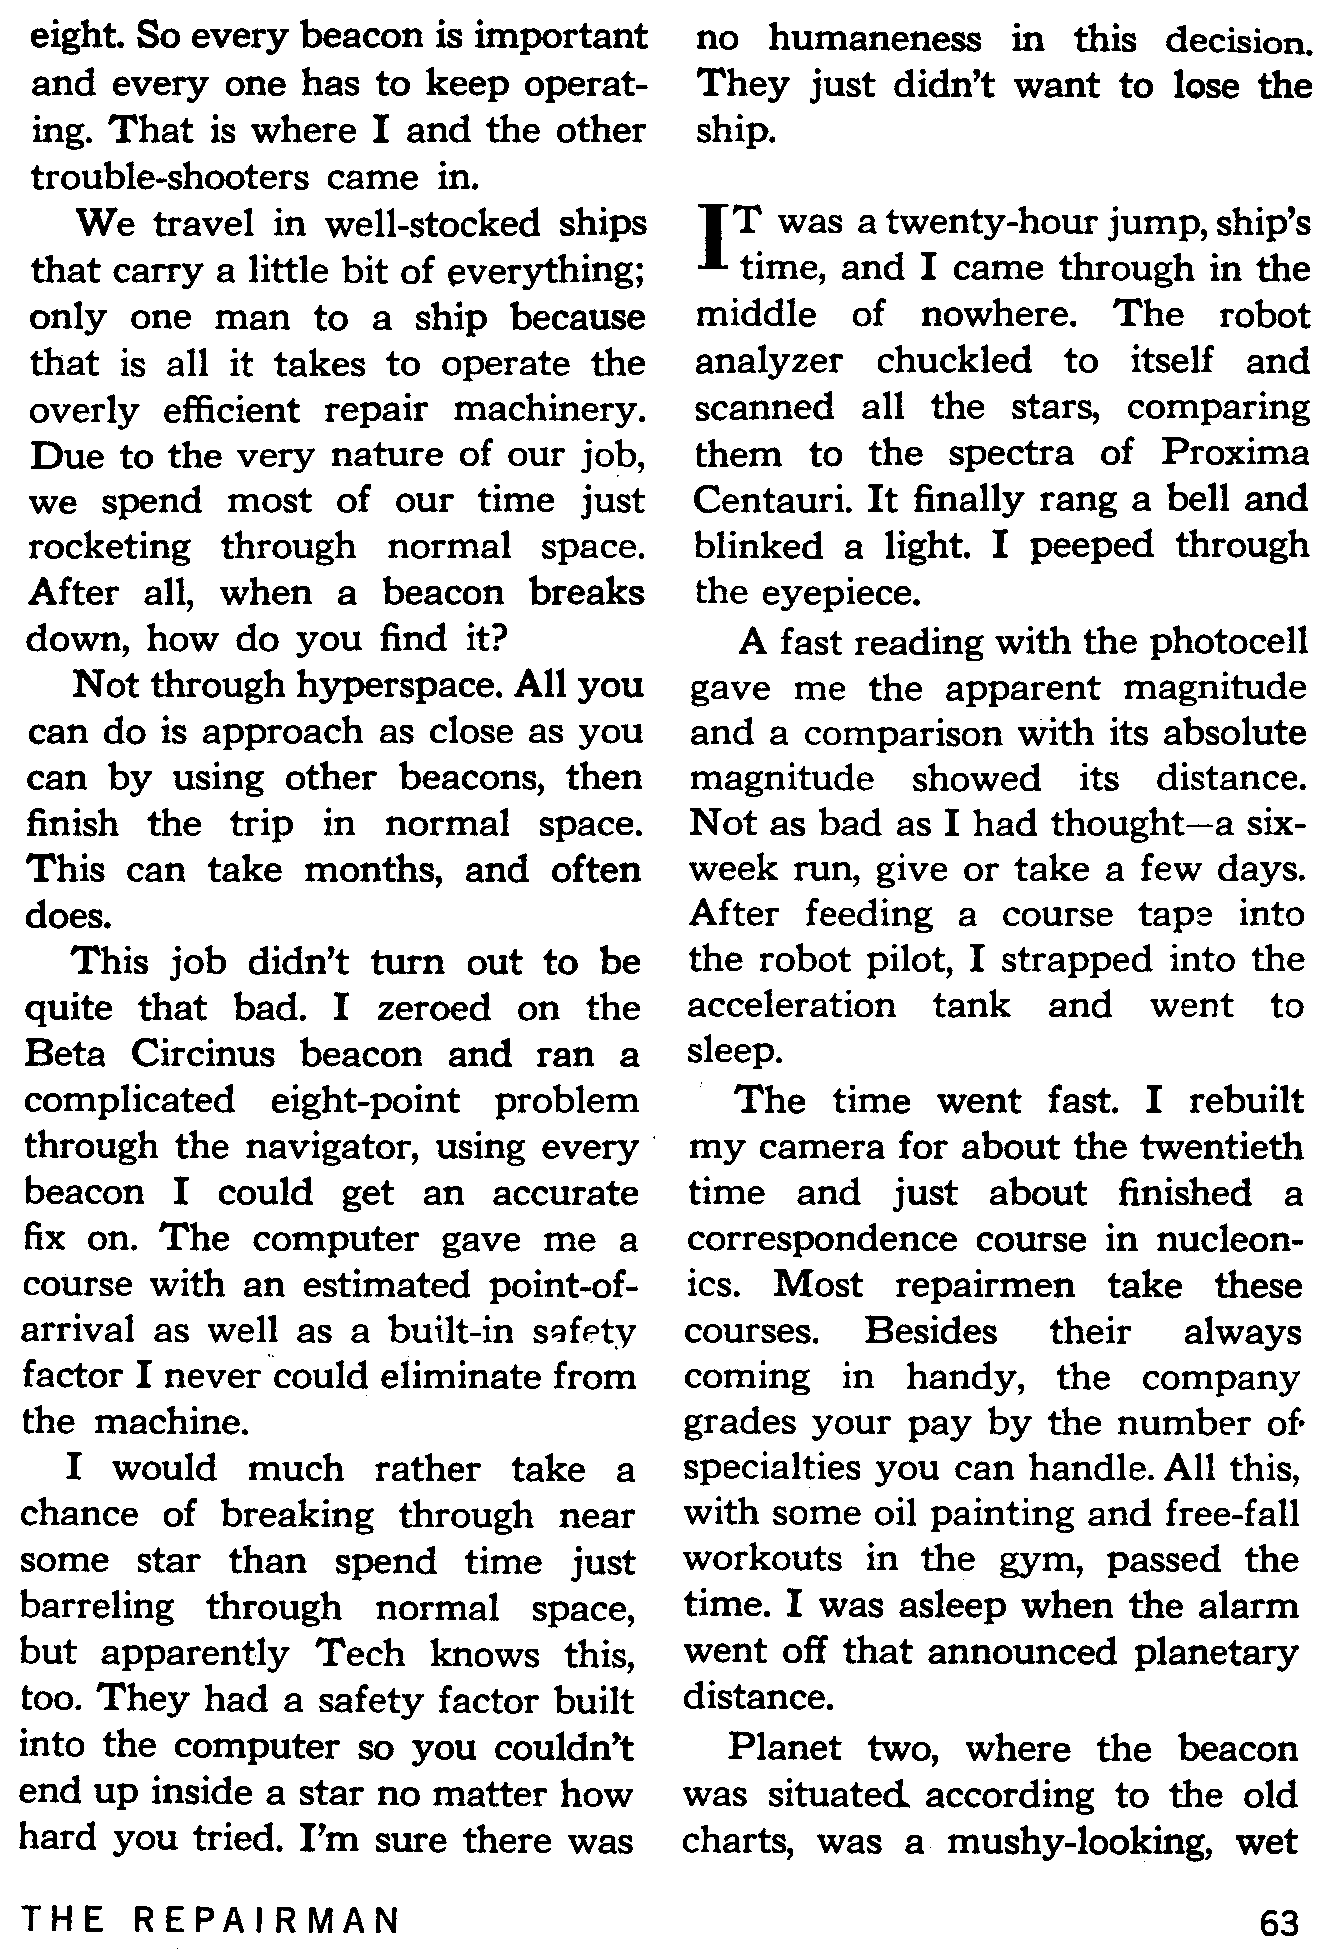 eight. So every beacon is important
and every one has to keep operat-
ing. That is where I and the other
trouble-shooters came in.
We travel in well-stocked ships
that carry a little bit of everything;
only one man to a ship because
that is all it takes to operate the
overly efficient repair machinery.
Due to the very nature of our job,
we spend most of our time just
rocketing through normal space.
After all, when a beacon breaks
down, how do you find it?
Not through hyperspace. All you
can do is approach as close as you
can by using other beacons, then
finish the trip in normal space.
This can take months, and often
does.
This job didn't turn out to be
quite that bad. I zeroed on the
Beta Circinus beacon and ran a
complicated eight-point problem
through the navigator, using every
beacon I could get an accurate
fix on. The computer gave me a
course with an estimated point-of-
arrival as well as a built-in safety
factor I never could eliminate from
the machine.
I would much rather take a
chance of breaking through near
some star than spend time just
barreling through normal space,
but apparently Tech knows this,
too. They had a safety factor built
into the computer so you couldn't
end up inside a star no matter how
hard you tried. I'm sure there was
no humaneness in this decision.
They just didn't want to lose the
ship.
IT was a twenty-hour jump, ship's
time, and I came through in the
middle of nowhere. The robot
analyzer chuckled to itself and
scanned all the stars, comparing
them to the spectra of Proxima
Centauri. It finally rang a bell and
blinked a light. I peeped through
the eyepiece.
A fast reading with the photocell
gave me the apparent magnitude
and a comparison with its absolute
magnitude showed its distance.
Not as bad as I had thought—a six-
week run, give or take a few days.
After feeding a course tape into
the robot pilot, I strapped into the
acceleration tank and went to
sleep.
The time went fast. I rebuilt
my camera for about the twentieth
time and just about finished a
correspondence course in nucleon-
ics. Most repairmen take these
courses. Besides their always
coming in handy, the company
grades your pay by the number of
specialties you can handle. All this,
with some oil painting and free-fall
workouts in the gym, passed the
time. I was asleep when the alarm
went off that announced planetary
distance.
Planet two, where the beacon
was situated according to the old
charts, was a mushy-looking, wet
THE REPAIRMAN
63